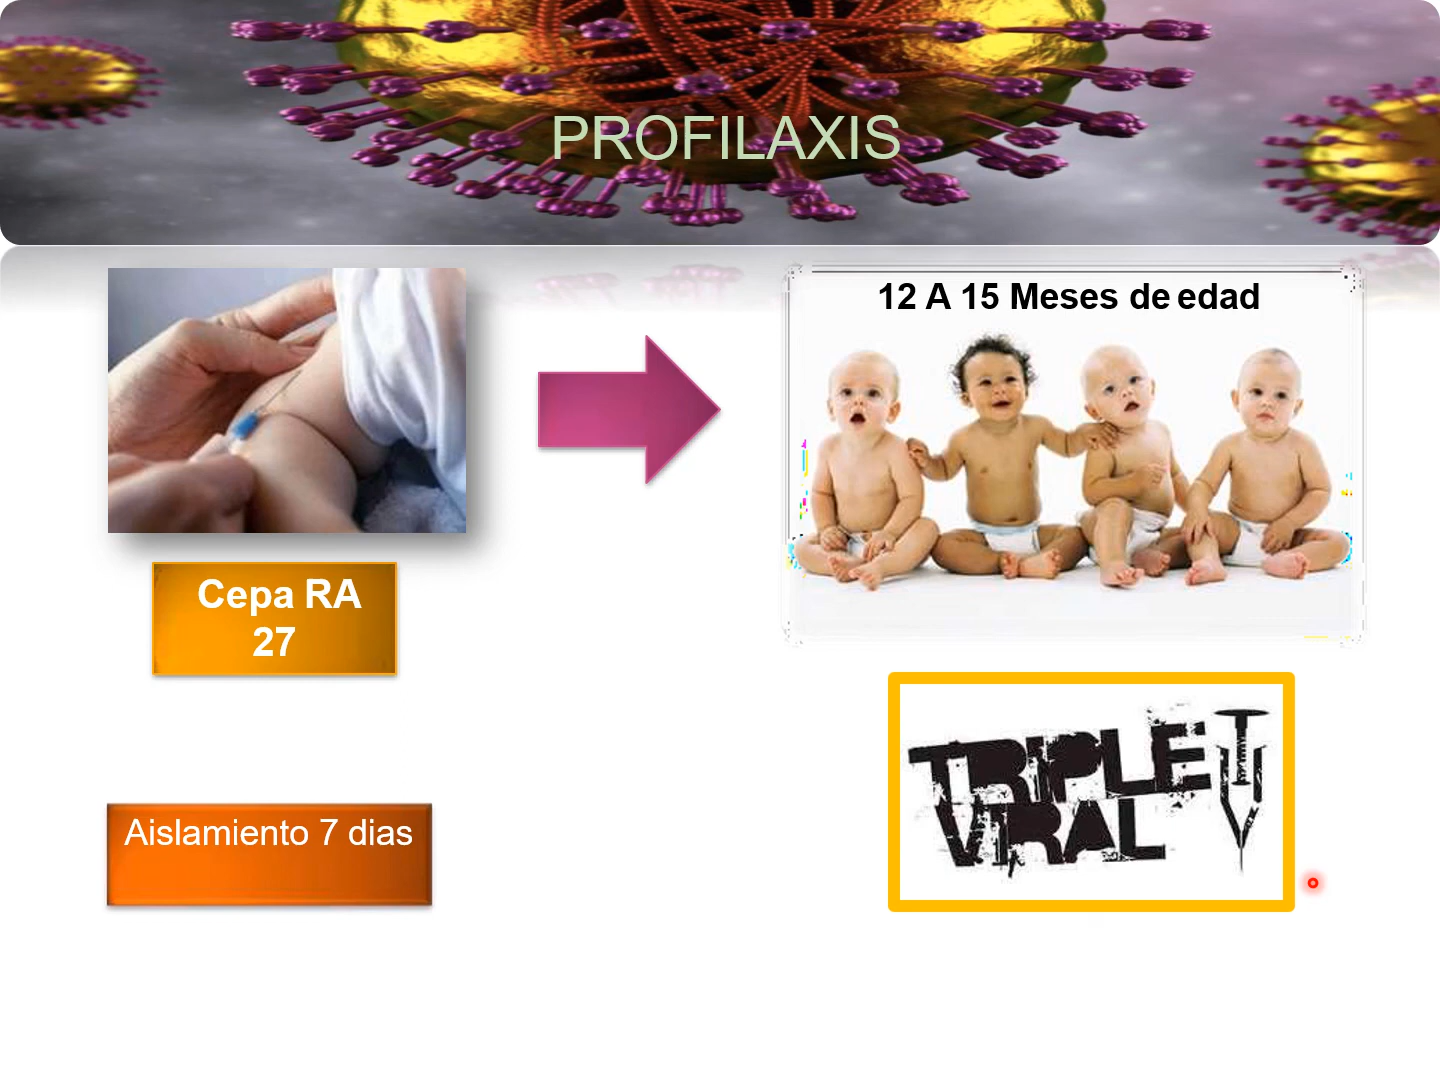 PROFILAXIS
12 A 15 Meses de edad
Cepa RA
27
TRIPLE
VIRAL
Aislamiento 7 dias